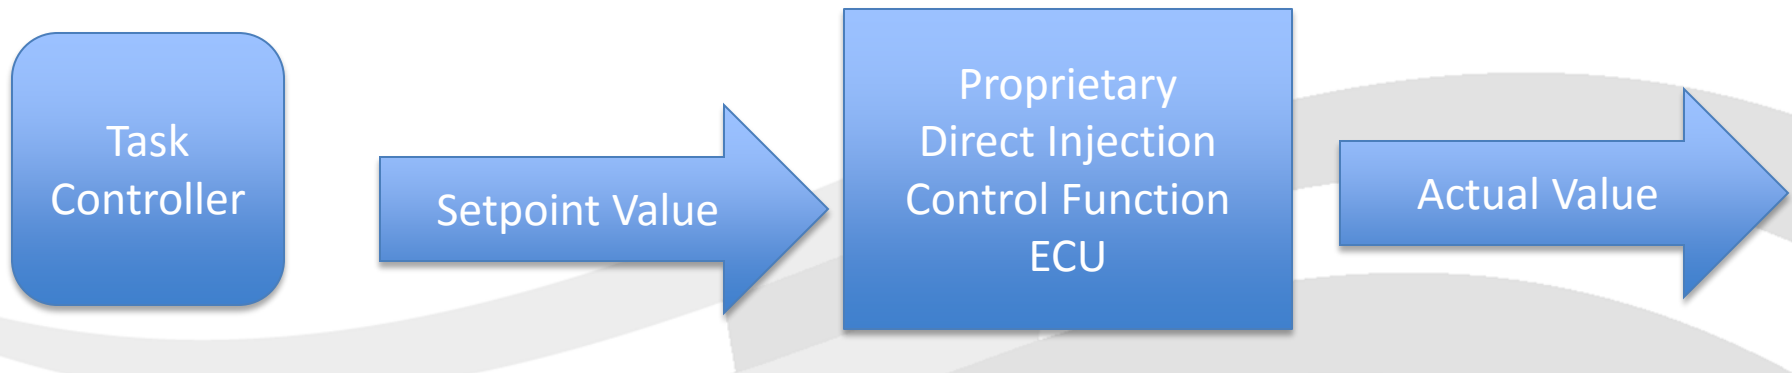 Task
Controller
Setpoint Value
Proprietary
Direct Injection
Control Function
ECU
Actual Value